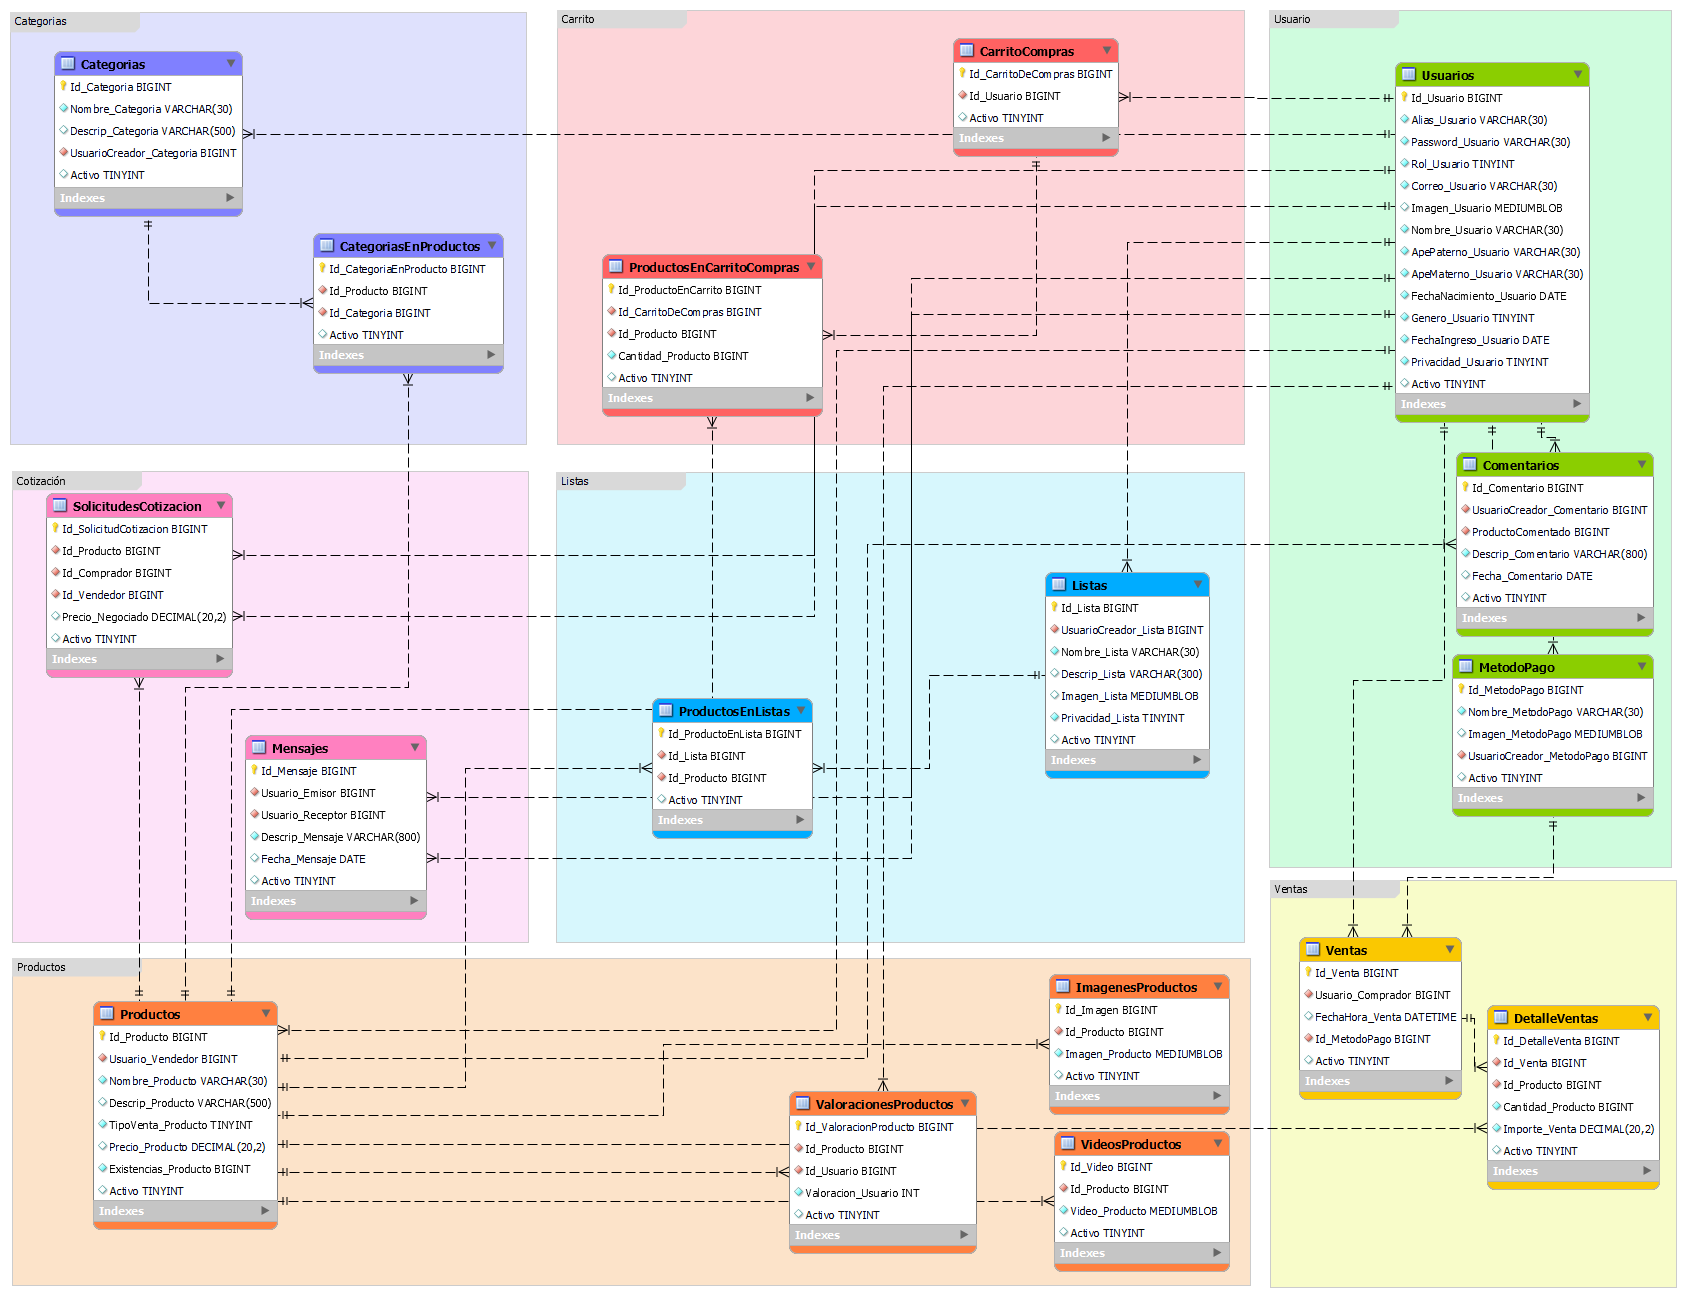 Categorias
Categorias
Id_Categoria BIGINT
Nombre_Categoria VARCHAR(30)
Descrip_Categoria VARCHAR(500)
UsuarioCreador_Categoria BIGINT
Activo TINYINT
Indexes
CategoriasEnProductos
Id_CategoriaEnProducto BIGINT
Id_Producto BIGINT
Id_Categoria BIGINT
Activo TINYINT
Indexes
Carrito
CarritoCompras
Id_CarritoDeCompras BIGINT
Id_Usuario BIGINT
Activo TINYINT
Indexes
ProductosEnCarritoCompras
Id_ProductoEnCarrito BIGINT
Id_CarritoDeCompras BIGINT
Id_Producto BIGINT
Cantidad_Producto BIGINT
Activo TINYINT
Indexes
Usuario
Usuarios
Id_Usuario BIGINT
Alias_Usuario VARCHAR(30)
Password_Usuario VARCHAR(30)
Rol_Usuario TINYINT
Correo_Usuario VARCHAR(30)
Imagen_Usuario MEDIUMBLOB
Nombre_Usuario VARCHAR(30)
ApePaterno_Usuario VARCHAR(30)
ApeMaterno_Usuario VARCHAR(30)
FechaNacimiento_Usuario DATE
Genero_Usuario TINYINT
FechaIngreso_Usuario DATE
Privacidad_Usuario TINYINT
Activo TINYINT
Indexes
Comentarios
Id_Comentario BIGINT
UsuarioCreador_Comentario BIGINT
ProductoComentado BIGINT
Descrip_Comentario VARCHAR(800)
Fecha_Comentario DATE
Activo TINYINT
Indexes
MetodoPago
Id_MetodoPago BIGINT
Nombre_MetodoPago VARCHAR(30)
Imagen_MetodoPago MEDIUMBLOB
UsuarioCreador_MetodoPago BIGINT
Activo TINYINT
Indexes
Cotización
SolicitudesCotizacion
Id_SolicitudCotizacion BIGINT
Id_Producto BIGINT
Id_Comprador BIGINT
Id_Vendedor BIGINT
Precio_Negociado DECIMAL(20,2)
Activo TINYINT
Indexes
Mensajes
Id_Mensaje BIGINT
Usuario_Emisor BIGINT
Usuario_Receptor BIGINT
Descrip_Mensaje VARCHAR(800)
Fecha_Mensaje DATE
Activo TINYINT
Indexes
Listas
Listas
Id_Lista BIGINT
UsuarioCreador_Lista BIGINT
Nombre_Lista VARCHAR(30)
Descrip_Lista VARCHAR(300)
Imagen_Lista MEDIUMBLOB
Privacidad_Lista TINYINT
Activo TINYINT
Indexes
ProductosEnListas
Id_ProductoEnLista BIGINT
Id_Lista BIGINT
Id_Producto BIGINT
Activo TINYINT
Indexes
Productos
Productos
Id_Producto BIGINT
Usuario_Vendedor BIGINT
Nombre_Producto VARCHAR(30)
Descrip_Producto VARCHAR(500)
TipoVenta_Producto TINYINT
Precio_Producto DECIMAL(20,2)
Existencias_Producto BIGINT
Activo TINYINT
Indexes
ImagenesProductos
Id_Imagen BIGINT
Id_Producto BIGINT
Imagen_Producto MEDIUMBLOB
Activo TINYINT
Indexes
ValoracionesProductos
Id_ValoracionProducto BIGINT
Id_Producto BIGINT
Id_Usuario BIGINT
Valoracion_Usuario INT
Activo TINYINT
Indexes
VideosProductos
Id_Video BIGINT
Id_Producto BIGINT
Video_Producto MEDIUMBLOB
Activo TINYINT
Indexes
Ventas
Ventas
Id_Venta BIGINT
Usuario_Comprador BIGINT
FechaHora_Venta DATETIME
Id_MetodoPago BIGINT
Activo TINYINT
Indexes
DetalleVentas
Id_DetalleVenta BIGINT
Id_Venta BIGINT
Id_Producto BIGINT
Cantidad_Producto BIGINT
Importe_Venta DECIMAL(20,2)
Activo TINYINT
Indexes